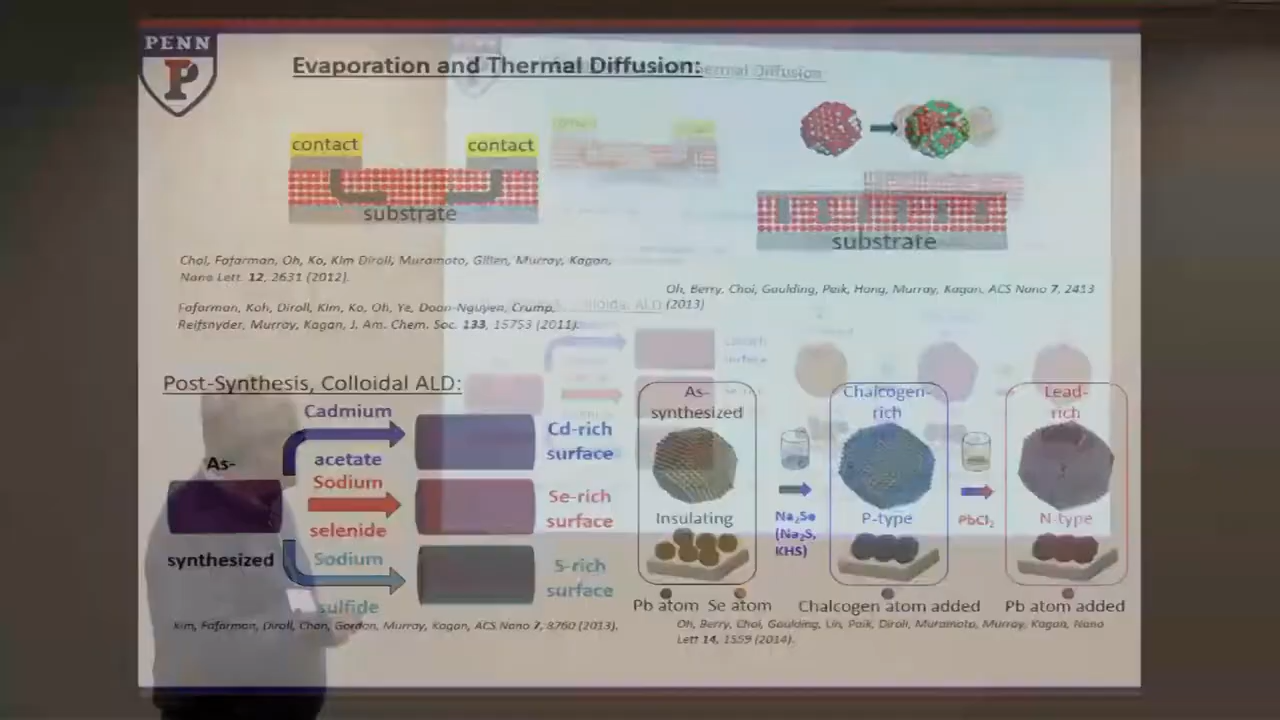 PENN
P
Evaporation and Thermal Diffusion:
ermal Diffusion
contact
contact
substrate
substrate
Choi, Fafarman, Oh, Ko, Kim Diroll, Muramoto, Gillen, Murray, Kagan,
Nano Lett. 12, 2631 (2012).
Oh, Berry, Choi, Gaulding, Paik, Hong, Murray, Kagan, ACS Nano 7, 2413
(2013)
Fafarman, Koh, Diroll, Kim, Ko, Oh, Ye, Doan-Nguyen, Crump,
Reifsnyder, Murray, Kagan, J. Am. Chem. Soc. 133, 15753 (2011).
Post-Synthesis, Colloidal ALD:
As-
synthesized
Cadmium
acetate
Cd-rich
surface
Sodium
selenide
Se-rich
surface
Sodium
sulfide
S-rich
surface
As-
synthesized
Insulating
Na₂Se
(Na₂S,
KHS)
Chalcogen-
rich
P-type
PbCl₂
Lead-
rich
N-type
Pb atom Se atom
Chalcogen atom added
Pb atom added
Kim, Fafarman, Diroll, Chan, Gordon, Murray, Kagan, ACS Nano 7, 8760 (2013).
Oh, Berry, Choi, Gaulding, Lin, Paik, Diroll, Muramoto, Murray, Kagan, Nano
Lett 14, 1559 (2014).